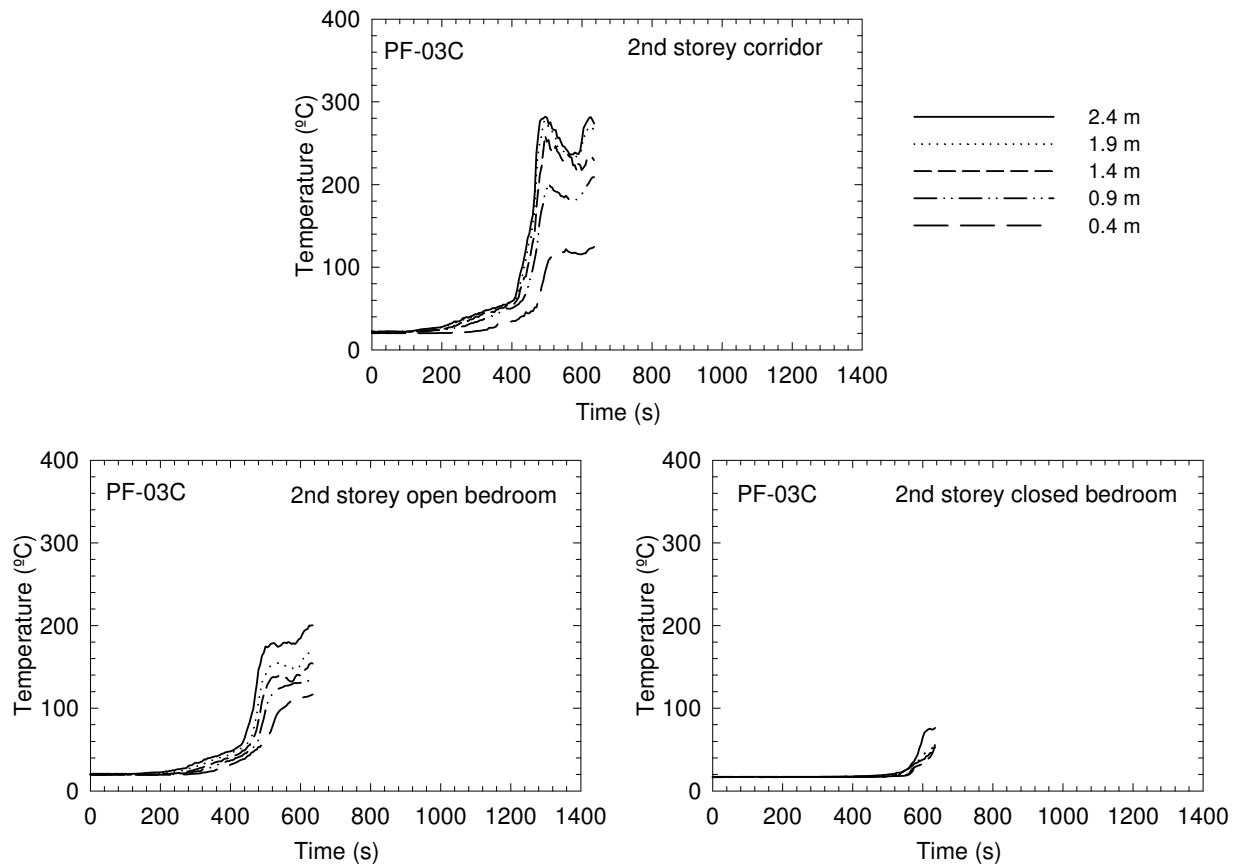 400
PF-03C 2nd storey corridor
300
200
100
0
Temperature (ºC)
0 200 400 600 800 1000 1200 1400
Time (s)
2.4 m
1.9 m
1.4 m
0.9 m
0.4 m
400
PF-03C 2nd storey open bedroom
300
200
100
0
Temperature (ºC)
0 200 400 600 800 1000 1200 1400
Time (s)
400
PF-03C 2nd storey closed bedroom
300
200
100
0
Temperature (ºC)
0 200 400 600 800 1000 1200 1400
Time (s)